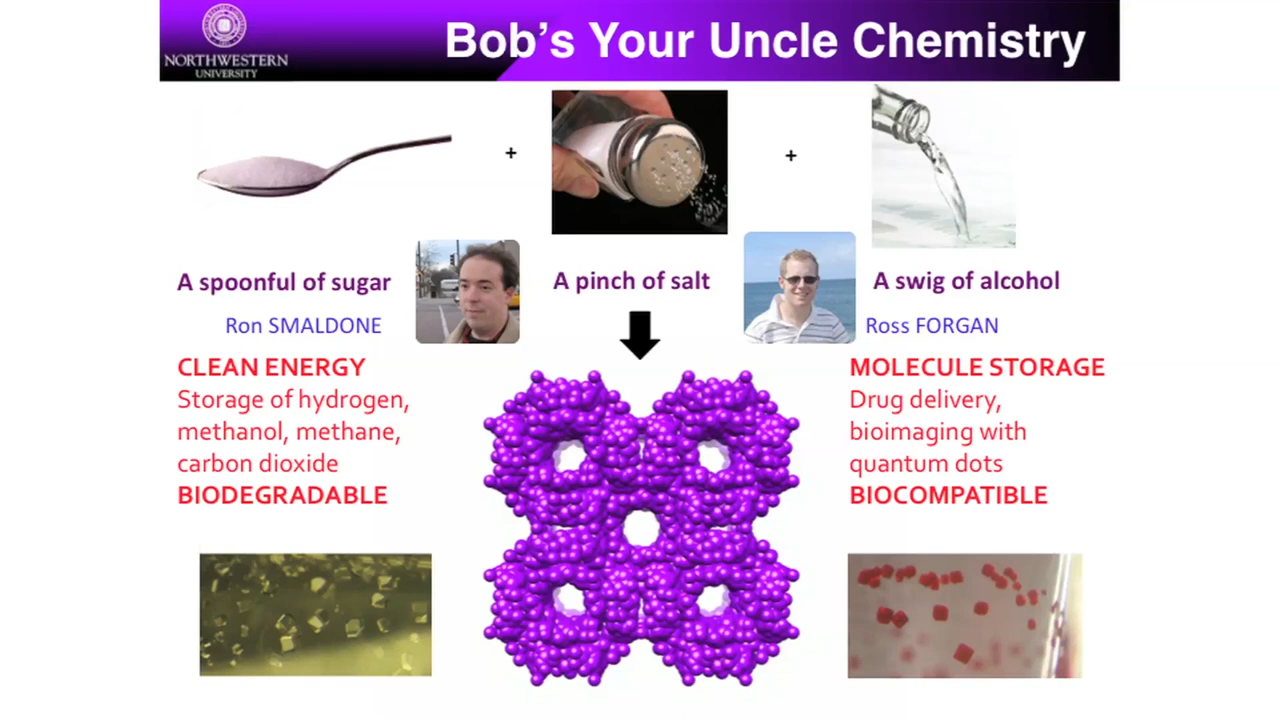 NORTHWESTERN
UNIVERSITY
Bob's Your Uncle Chemistry
+
+
A spoonful of sugar
A pinch of salt
A swig of alcohol
Ron SMALDONE
Ross FORGAN
CLEAN ENERGY
Storage of hydrogen,
methanol, methane,
carbon dioxide
BIODEGRADABLE
MOLECULE STORAGE
Drug delivery,
bioimaging with
quantum dots
BIOCOMPATIBLE